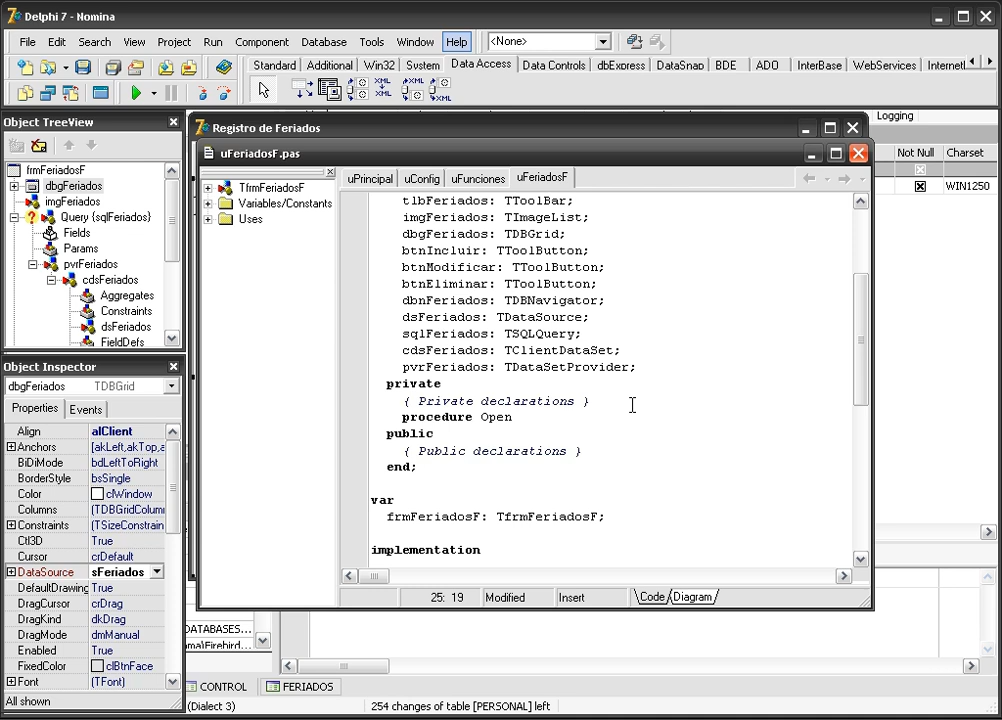 Delphi 7 - Nomina
File Edit Search View Project Run Component Database Tools Window Help <None>
Standard Additional Win32 System Data Access Data Controls dbExpress DataSnap BDE ADO InterBase WebServices InternetE
Object TreeView
frmFeriadosF
dbgFeriados
imgFeriados
Query {sqlFeriados}
Fields
Params
pvrFeriados
cdsFeriados
Aggregates
Constraints
dsFeriados
FieldDefs
Object Inspector
dbgFeriados TDBGrid
Properties Events
Align alClient
Anchors [akLeft,akTop,a
BiDiMode bdLeftToRight
BorderStyle bsSingle
Color clWindow
Columns (TDBGridColumn
Constraints (TSizeConstrain
Ctl3D True
Cursor crDefault
DataSource sFeriados
DefaultDrawing True
DragCursor crDrag
DragKind dkDrag
DragMode dmManual
Enabled True
FixedColor clBtnFace
Font (TFont)
All shown
Registro de Feriados
uFeriadosF.pas
TfrmFeriadosF
Variables/Constants
Uses
uPrincipal uConfig uFunciones uFeriadosF
tlbFeriados: TToolBar;
imgFeriados: TImageList;
dbgFeriados: TDBGrid;
btnIncluir: TToolButton;
btnModificar: TToolButton;
btnEliminar: TToolButton;
dbnFeriados: TDBNavigator;
dsFeriados: TDataSource;
sqlFeriados: TSQLQuery;
cdsFeriados: TClientDataSet;
pvrFeriados: TDataSetProvider;
private
{ Private declarations }
procedure Open
public
{ Public declarations }
end;
var
frmFeriadosF: TfrmFeriadosF;
implementation
25: 19 Modified Insert Code Diagram
Logging
Not Null Charset
WIN1250
DATABASES...
ma\Firebird...
CONTROL FERIADOS
(Dialect 3) 254 changes of table [PERSONAL] left